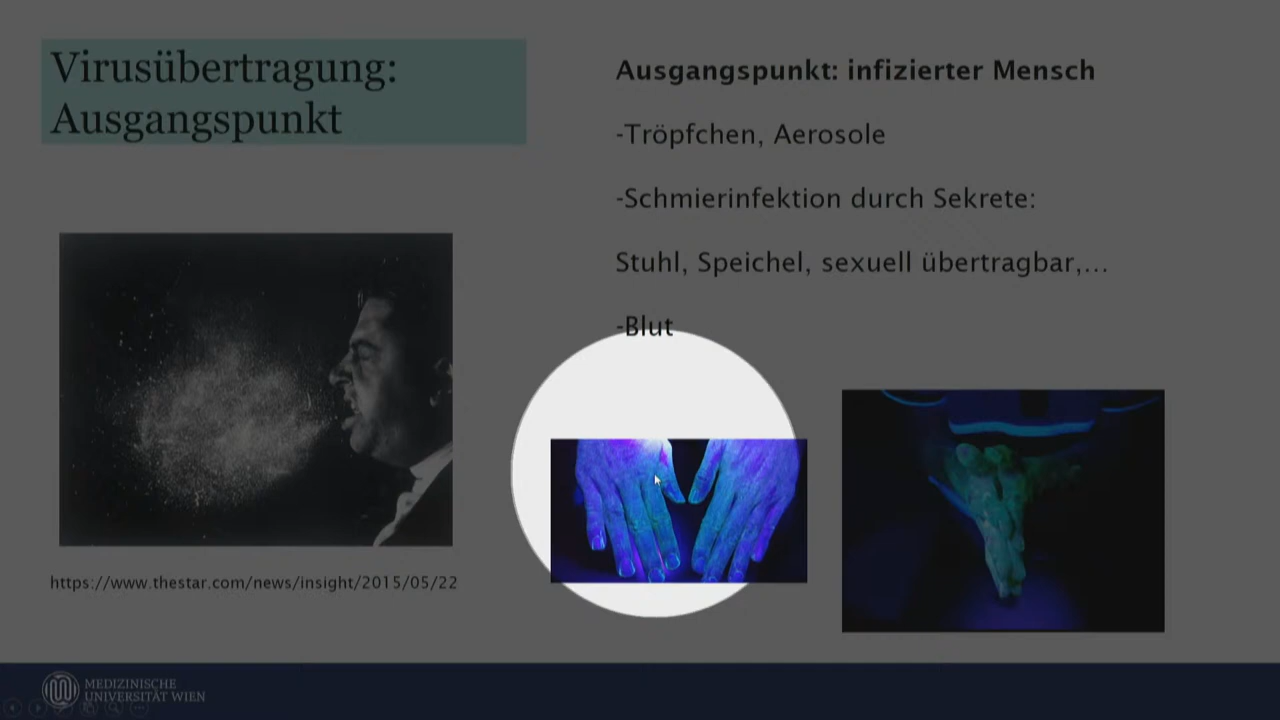 Virusübertragung:
Ausgangspunkt
Ausgangspunkt: infizierter Mensch
-Tröpfchen, Aerosole
-Schmierinfektion durch Sekrete:
Stuhl, Speichel, sexuell übertragbar,...
-Blut
https://www.thestar.com/news/insight/2015/05/22
MEDIZINISCHE
UNIVERSITÄT WIEN